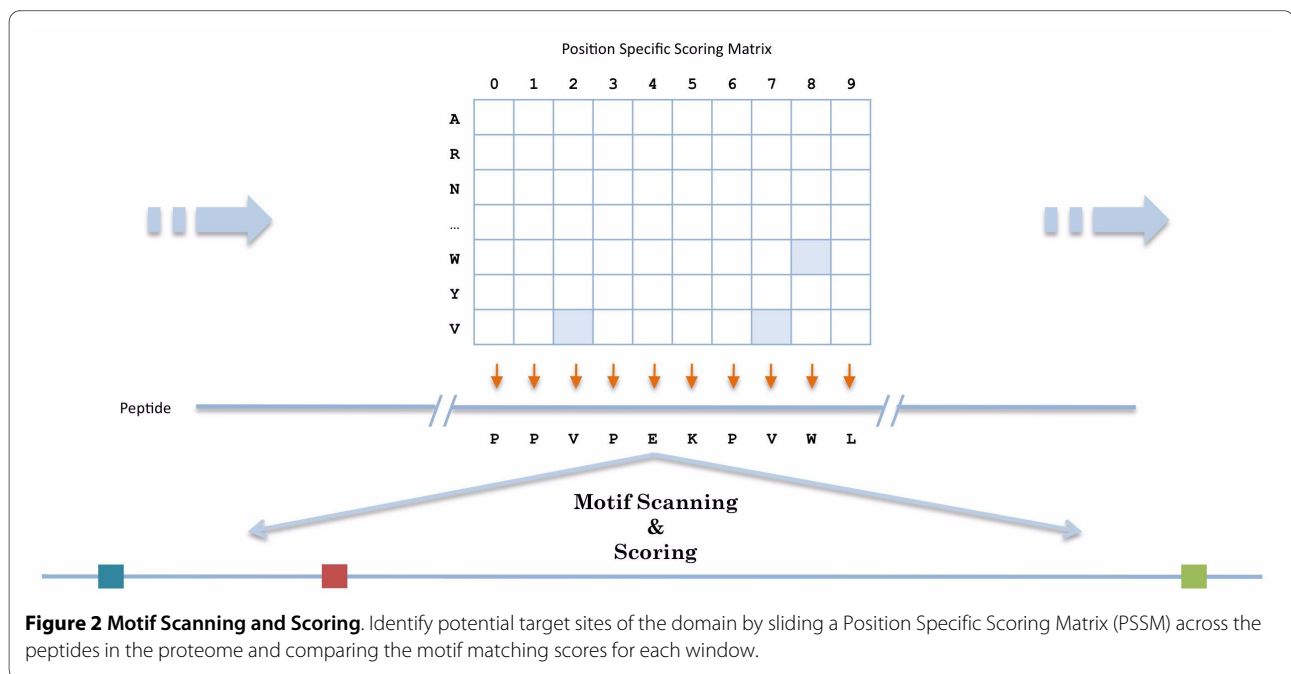 Position Specific Scoring Matrix
0 1 2 3 4 5 6 7 8 9
A
R
N
...
W
Y
V
Peptide
P P V P E K P V W L
Motif Scanning
&
Scoring
Figure 2 Motif Scanning and Scoring. Identify potential target sites of the domain by sliding a Position Specific Scoring Matrix (PSSM) across the
peptides in the proteome and comparing the motif matching scores for each window.